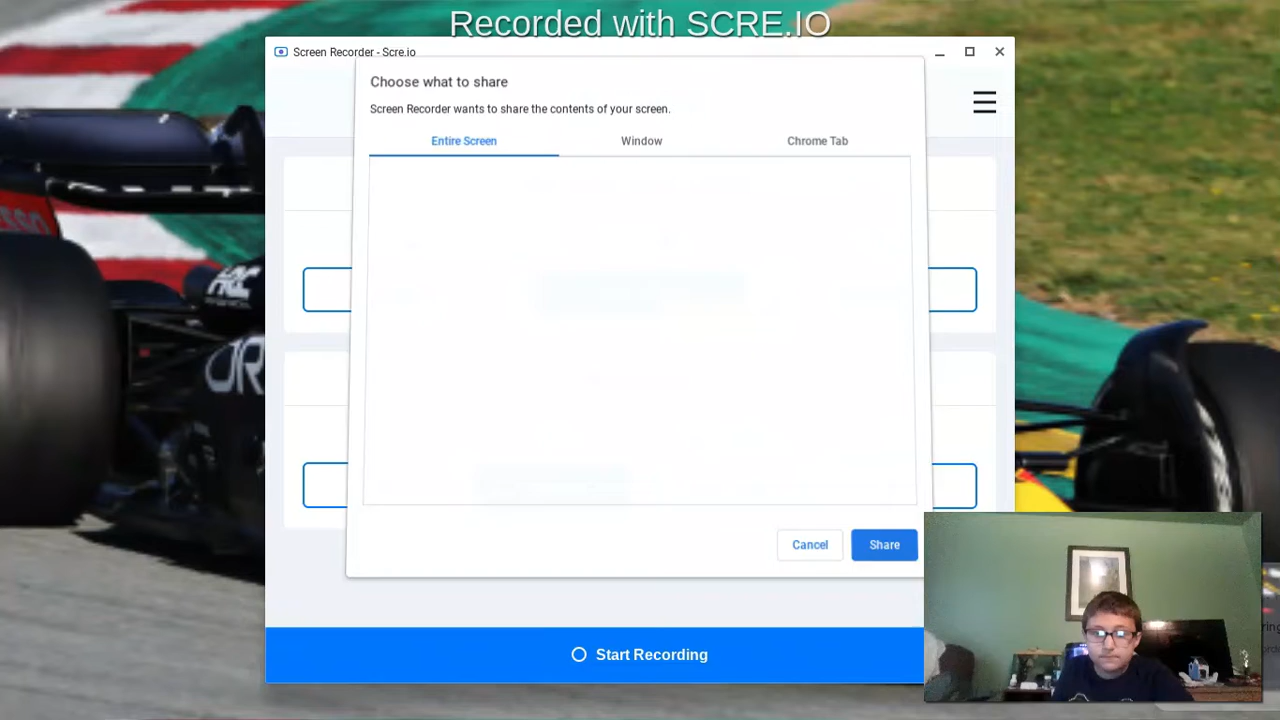 Recorded with SCRE.IO
Screen Recorder - Scre.io
Choose what to share
Screen Recorder wants to share the contents of your screen.
Entire Screen
Window
Chrome Tab
Cancel
Share
Start Recording